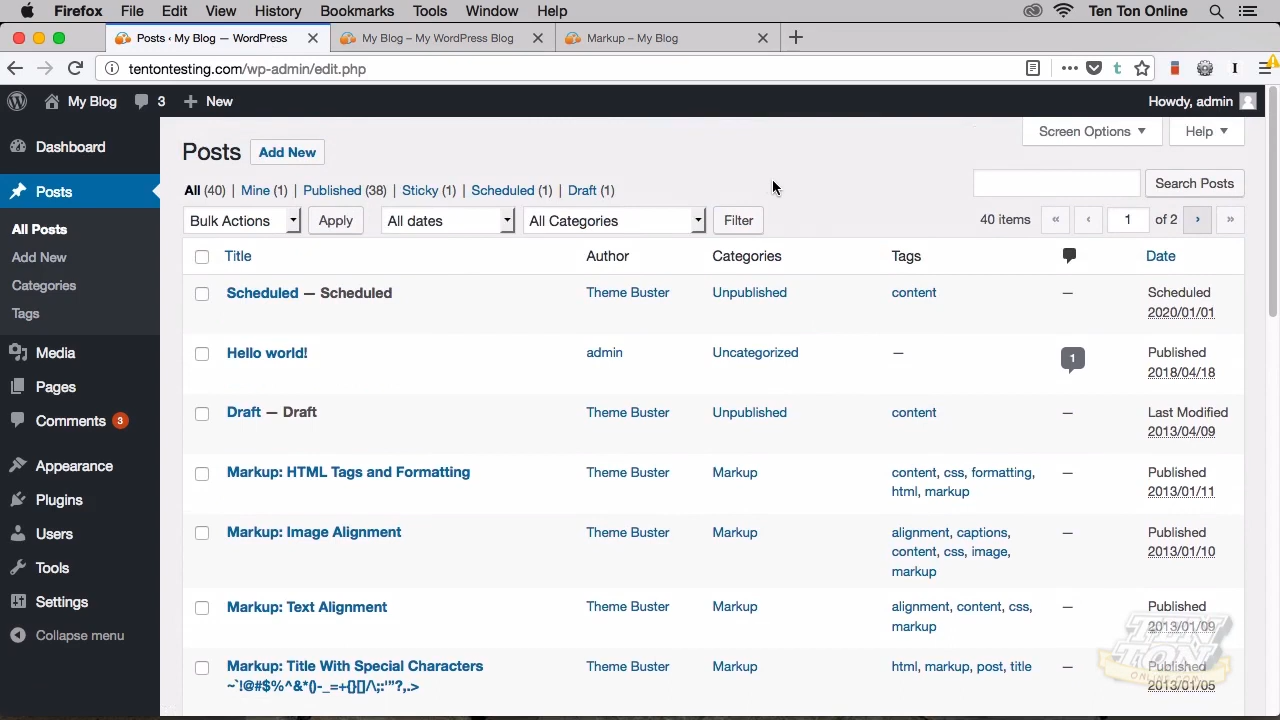 Firefox File Edit View History Bookmarks Tools Window Help Ten Ton Online
Posts ‹ My Blog — WordPress
My Blog – My WordPress Blog
Markup – My Blog
tentontesting.com/wp-admin/edit.php
My Blog 3 New Howdy, admin
Screen Options Help
Dashboard
Posts
All Posts
Add New
Categories
Tags
Media
Pages
Comments 3
Appearance
Plugins
Users
Tools
Settings
Collapse menu
Posts Add New
All (40) | Mine (1) | Published (38) | Sticky (1) | Scheduled (1) | Draft (1)
Search Posts
Bulk Actions Apply All dates All Categories Filter 40 items « ‹ 1 of 2 › »
Title Author Categories Tags Date
Scheduled — Scheduled Theme Buster Unpublished content — Scheduled
2020/01/01
Hello world! admin Uncategorized — 1 Published
2018/04/18
Draft — Draft Theme Buster Unpublished content — Last Modified
2013/04/09
Markup: HTML Tags and Formatting Theme Buster Markup content, css, formatting, — Published
html, markup 2013/01/11
Markup: Image Alignment Theme Buster Markup alignment, captions, — Published
content, css, image, 2013/01/10
markup
Markup: Text Alignment Theme Buster Markup alignment, content, css, — Published
markup 2013/01/09
Markup: Title With Special Characters Theme Buster Markup html, markup, post, title — Published
~`!@#$%^&*()-_=+{}[]/\;:'"?,.> 2013/01/05
TEN TON
ONLINE.COM